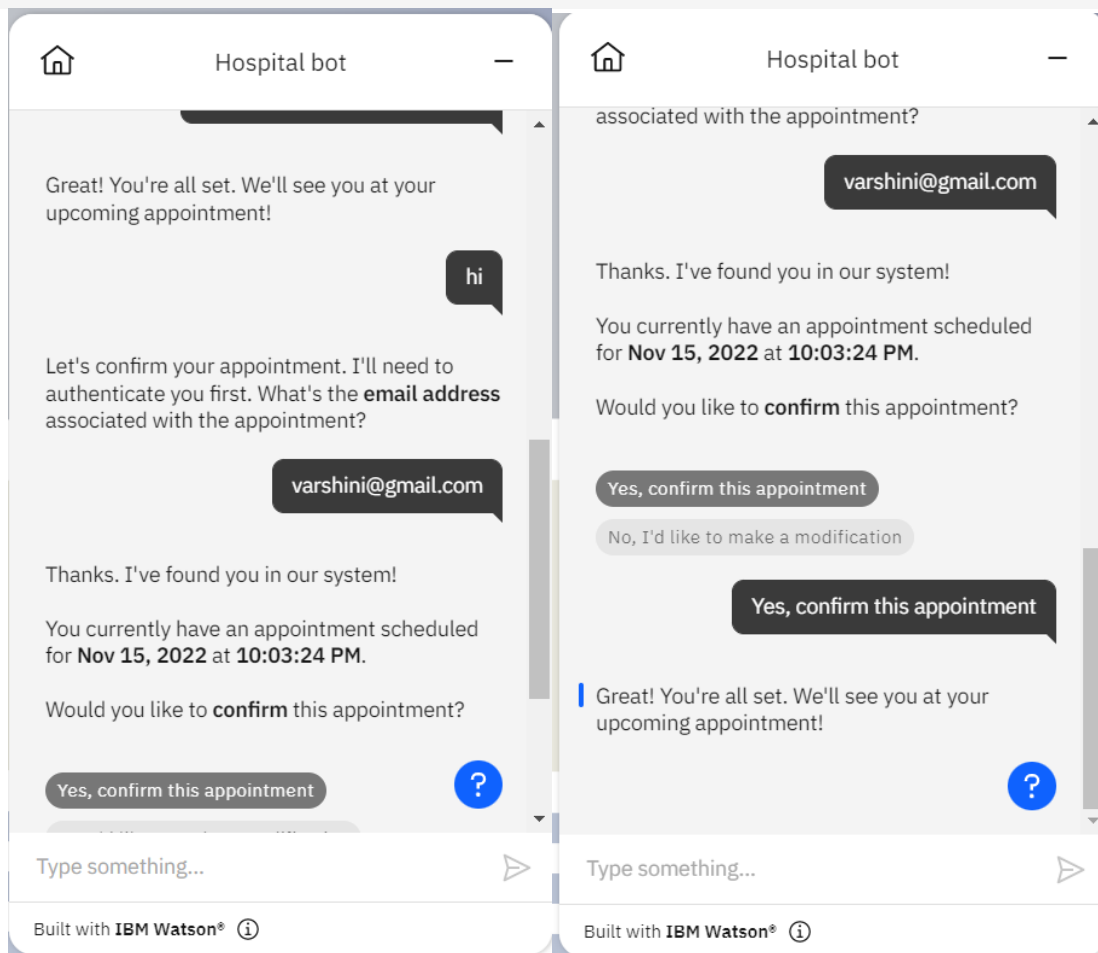 Hospital bot
Great! You're all set. We'll see you at your
upcoming appointment!
hi
Let's confirm your appointment. I'll need to
authenticate you first. What's the email address
associated with the appointment?
varshini@gmail.com
Thanks. I've found you in our system!
You currently have an appointment scheduled
for Nov 15, 2022 at 10:03:24 PM.
Would you like to confirm this appointment?
Yes, confirm this appointment
?
Type something...
Built with IBM Watson®
Hospital bot
associated with the appointment?
varshini@gmail.com
Thanks. I've found you in our system!
You currently have an appointment scheduled
for Nov 15, 2022 at 10:03:24 PM.
Would you like to confirm this appointment?
Yes, confirm this appointment
No, I'd like to make a modification
Yes, confirm this appointment
Great! You're all set. We'll see you at your
upcoming appointment!
?
Type something...
Built with IBM Watson®